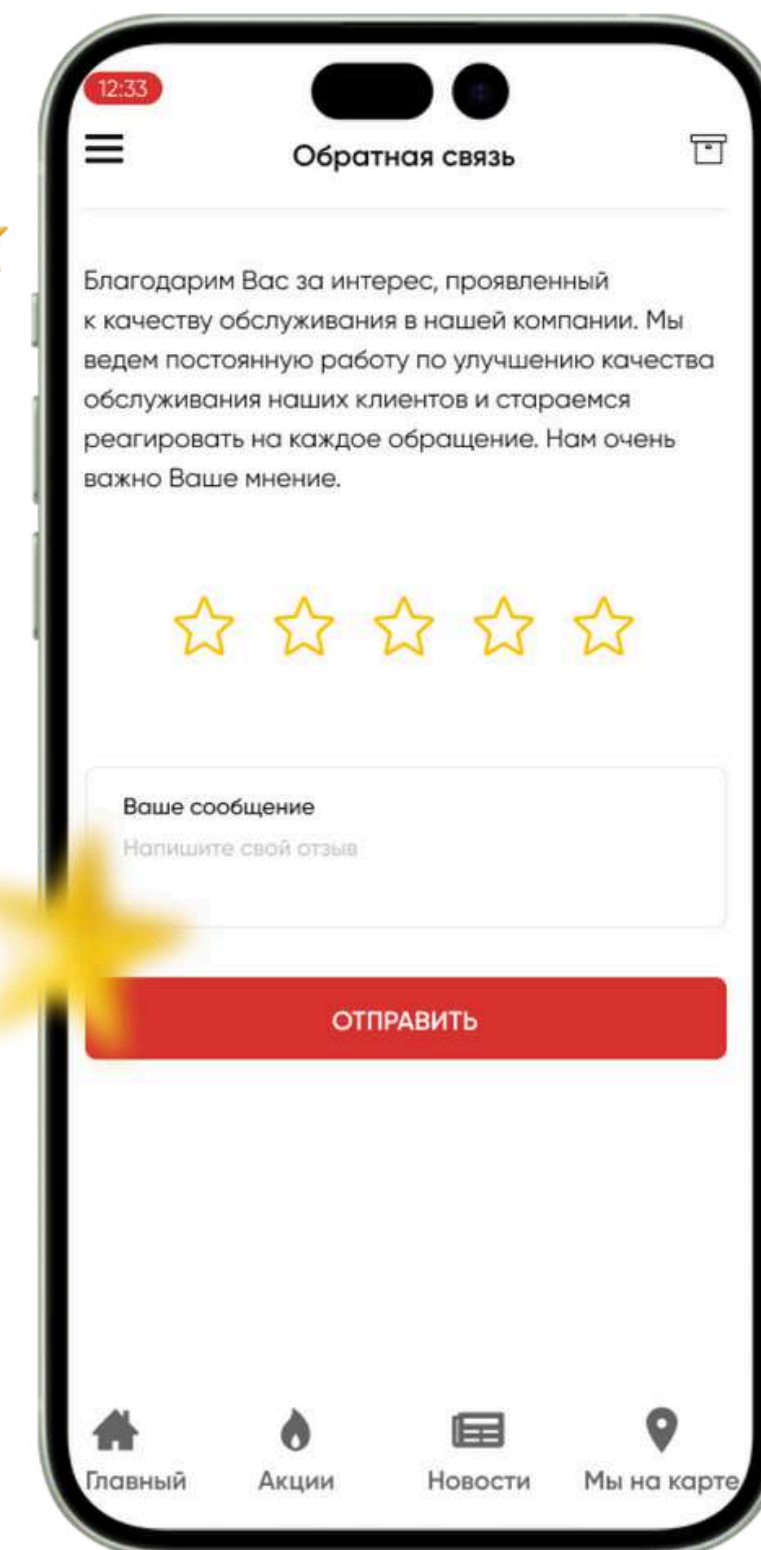 12:33
Обратная связь
Благодарим Вас за интерес, проявленный
к качеству обслуживания в нашей компании. Мы
ведем постоянную работу по улучшению качества
обслуживания наших клиентов и стараемся
реагировать на каждое обращение. Нам очень
важно Ваше мнение.
Ваше сообщение
Напишите свой отзыв
ОТПРАВИТЬ
Главный Акции Новости Мы на карте